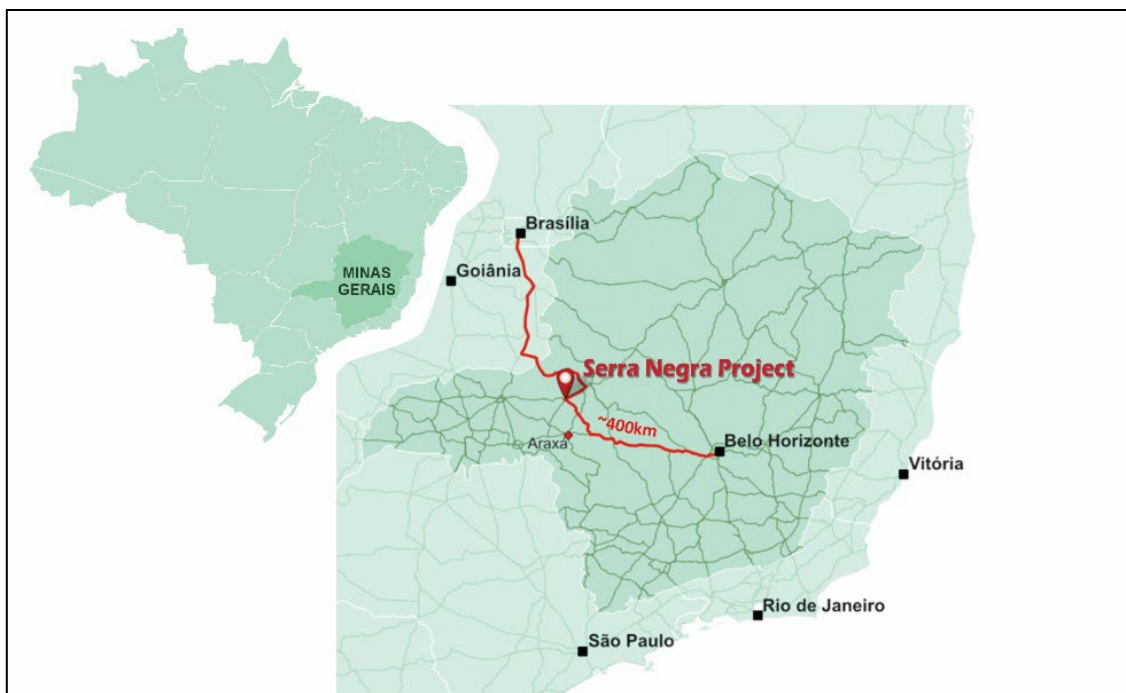 MINAS
GERAIS
Brasília
Goiânia
Serra Negra Project
~400km
Araxá
Belo Horizonte
Vitória
Rio de Janeiro
São Paulo